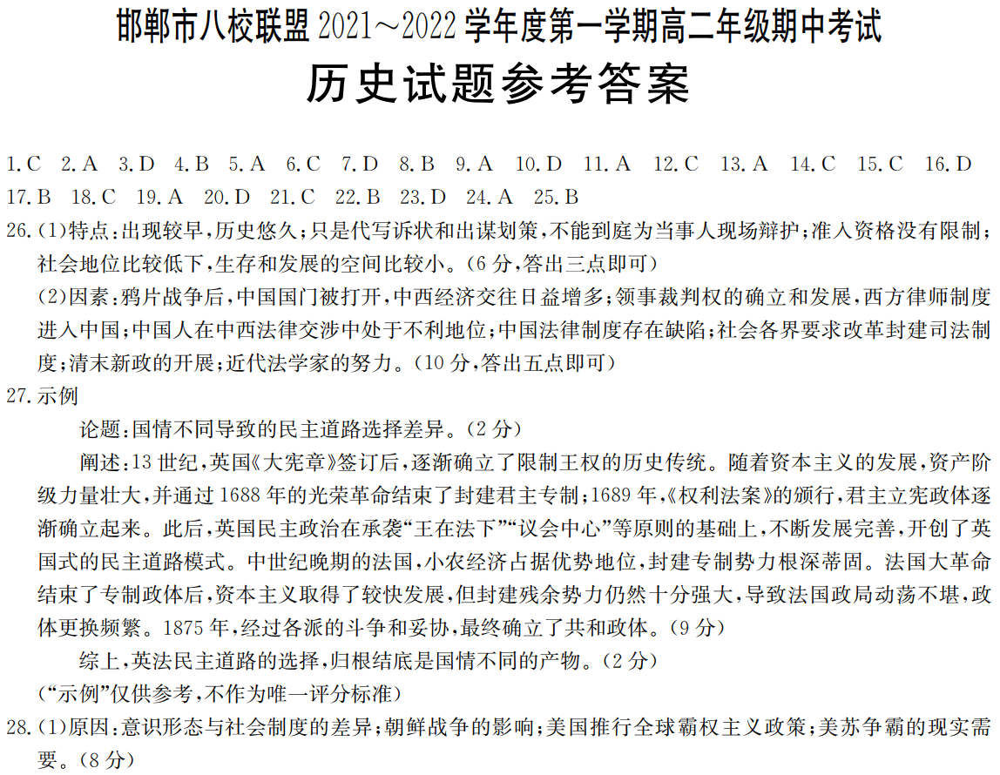 邯郸市八校联盟 2021～2022 学年度第一学期高二年级期中考试
历史试题参考答案
1. C 2. A 3. D 4. B 5. A 6. C 7. D 8. B 9. A 10. D 11. A 12. C 13. A 14. C 15. C 16. D
17. B 18. C 19. A 20. D 21. C 22. B 23. D 24. A 25. B
26. (1)特点:出现较早,历史悠久;只是代写诉状和出谋划策,不能到庭为当事人现场辩护;准入资格没有限制;
社会地位比较低下,生存和发展的空间比较小。(6 分,答出三点即可)
(2)因素:鸦片战争后,中国国门被打开,中西经济交往日益增多;领事裁判权的确立和发展,西方律师制度
进入中国;中国人在中西法律交涉中处于不利地位;中国法律制度存在缺陷;社会各界要求改革封建司法制
度;清末新政的开展;近代法学家的努力。(10 分,答出五点即可)
27. 示例
论题:国情不同导致的民主道路选择差异。(2 分)
阐述:13 世纪,英国《大宪章》签订后,逐渐确立了限制王权的历史传统。随着资本主义的发展,资产阶
级力量壮大,并通过 1688 年的光荣革命结束了封建君主专制;1689 年,《权利法案》的颁行,君主立宪政体逐
渐确立起来。此后,英国民主政治在承袭“王在法下”“议会中心”等原则的基础上,不断发展完善,开创了英
国式的民主道路模式。中世纪晚期的法国,小农经济占据优势地位,封建专制势力根深蒂固。法国大革命
结束了专制政体后,资本主义取得了较快发展,但封建残余势力仍然十分强大,导致法国政局动荡不堪,政
体更换频繁。1875 年,经过各派的斗争和妥协,最终确立了共和政体。(9 分)
综上,英法民主道路的选择,归根结底是国情不同的产物。(2 分)
(“示例”仅供参考,不作为唯一评分标准)
28. (1)原因:意识形态与社会制度的差异;朝鲜战争的影响;美国推行全球霸权主义政策;美苏争霸的现实需
要。(8 分)